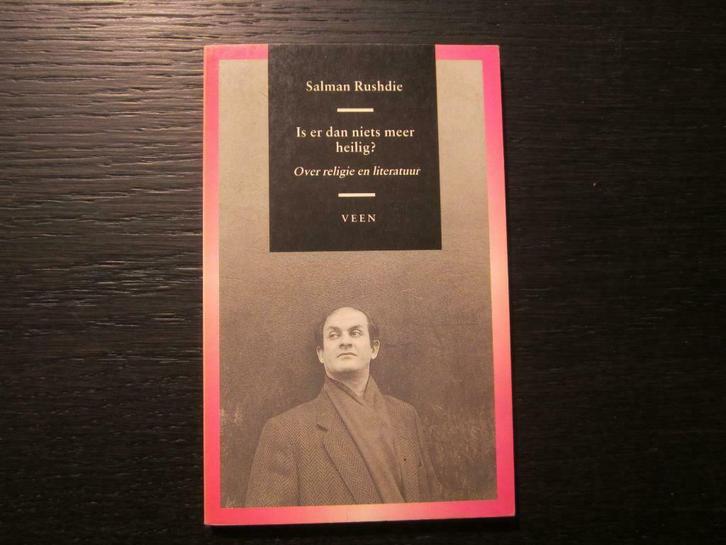 Salman Rushdie
Is er dan niets meer
heilig?
Over religie en literatuur
VEEN